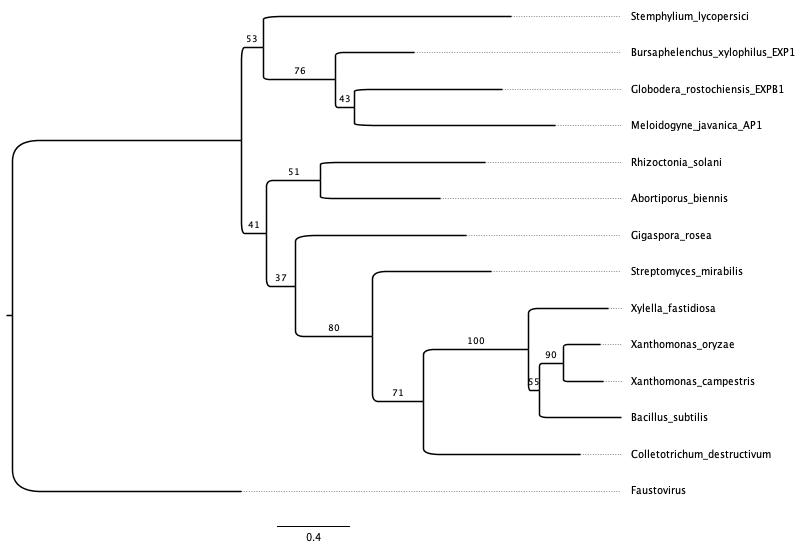 Stemphylium_lycopersici
53
Bursaphelenchus_xylophilus_EXP1
76
Globodera_rostochiensis_EXPB1
43
Meloidogyne_javanica_AP1
Rhizoctonia_solani
51
Abortiporus_biennis
41
Gigaspora_rosea
37
Streptomyces_mirabilis
80
Xylella_fastidiosa
100
Xanthomonas_oryzae
90
55
Xanthomonas_campestris
71
Bacillus_subtilis
Colletotrichum_destructivum
Faustovirus
0.4